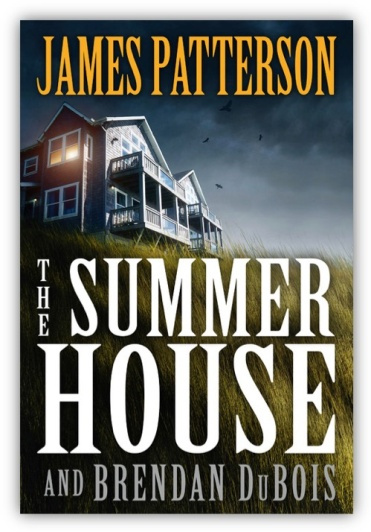 JAMES PATTERSON
THE SUMMER
HOUSE
AND BRENDAN DUBOIS